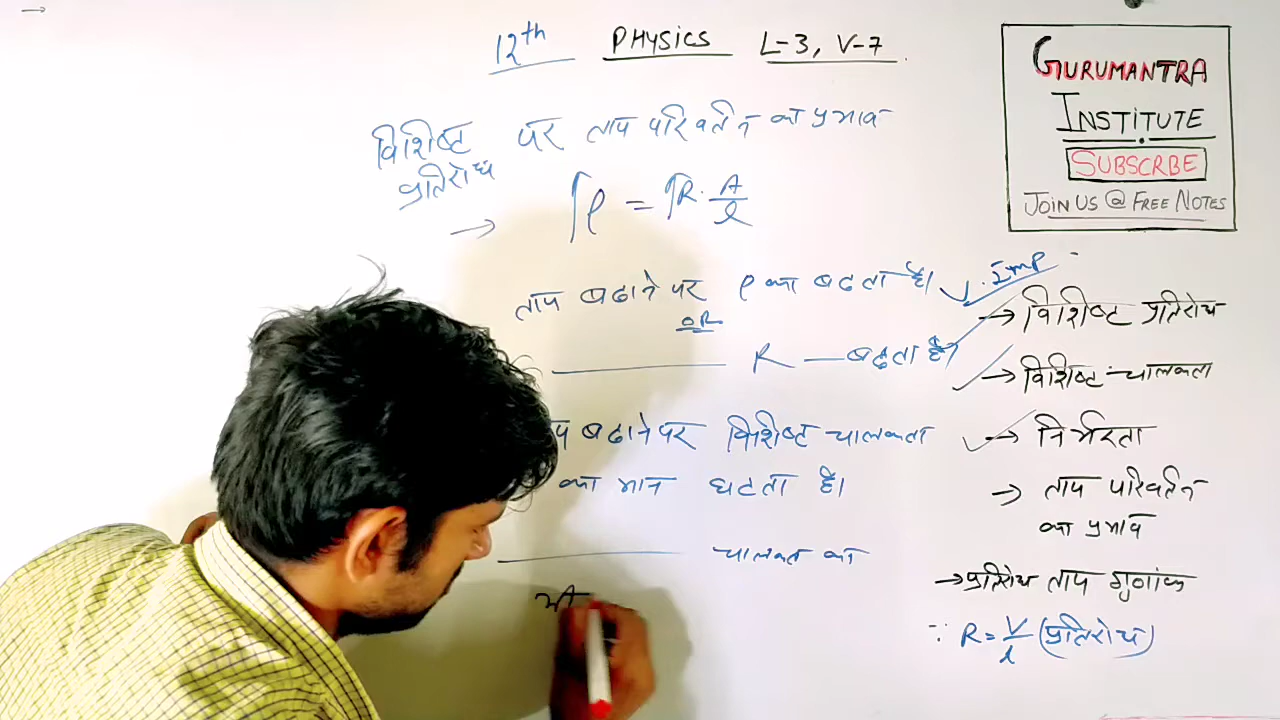 12th PHYSICS L-3, V-7
विशिष्ट पर ताप परिवर्तन का प्रभाव
प्रतिरोध
→ ↑ρ = ↑R · A/l
ताप बढाने पर ρ का बढता है। Imp
OR
R — बढता है।
बढाने पर विशिष्ट चालकता
का मान घटता है।
चालकत का
GURUMANTRA
INSTITUTE
SUBSCRBE
JOIN US @ FREE NOTES
→ विशिष्ट प्रतिरोध
→ विशिष्ट चालकता
→ निर्भरता
→ ताप परिवर्तन
का प्रभाव
→ प्रतिरोध ताप गुणांक
∵ R = V/i (प्रतिरोध)